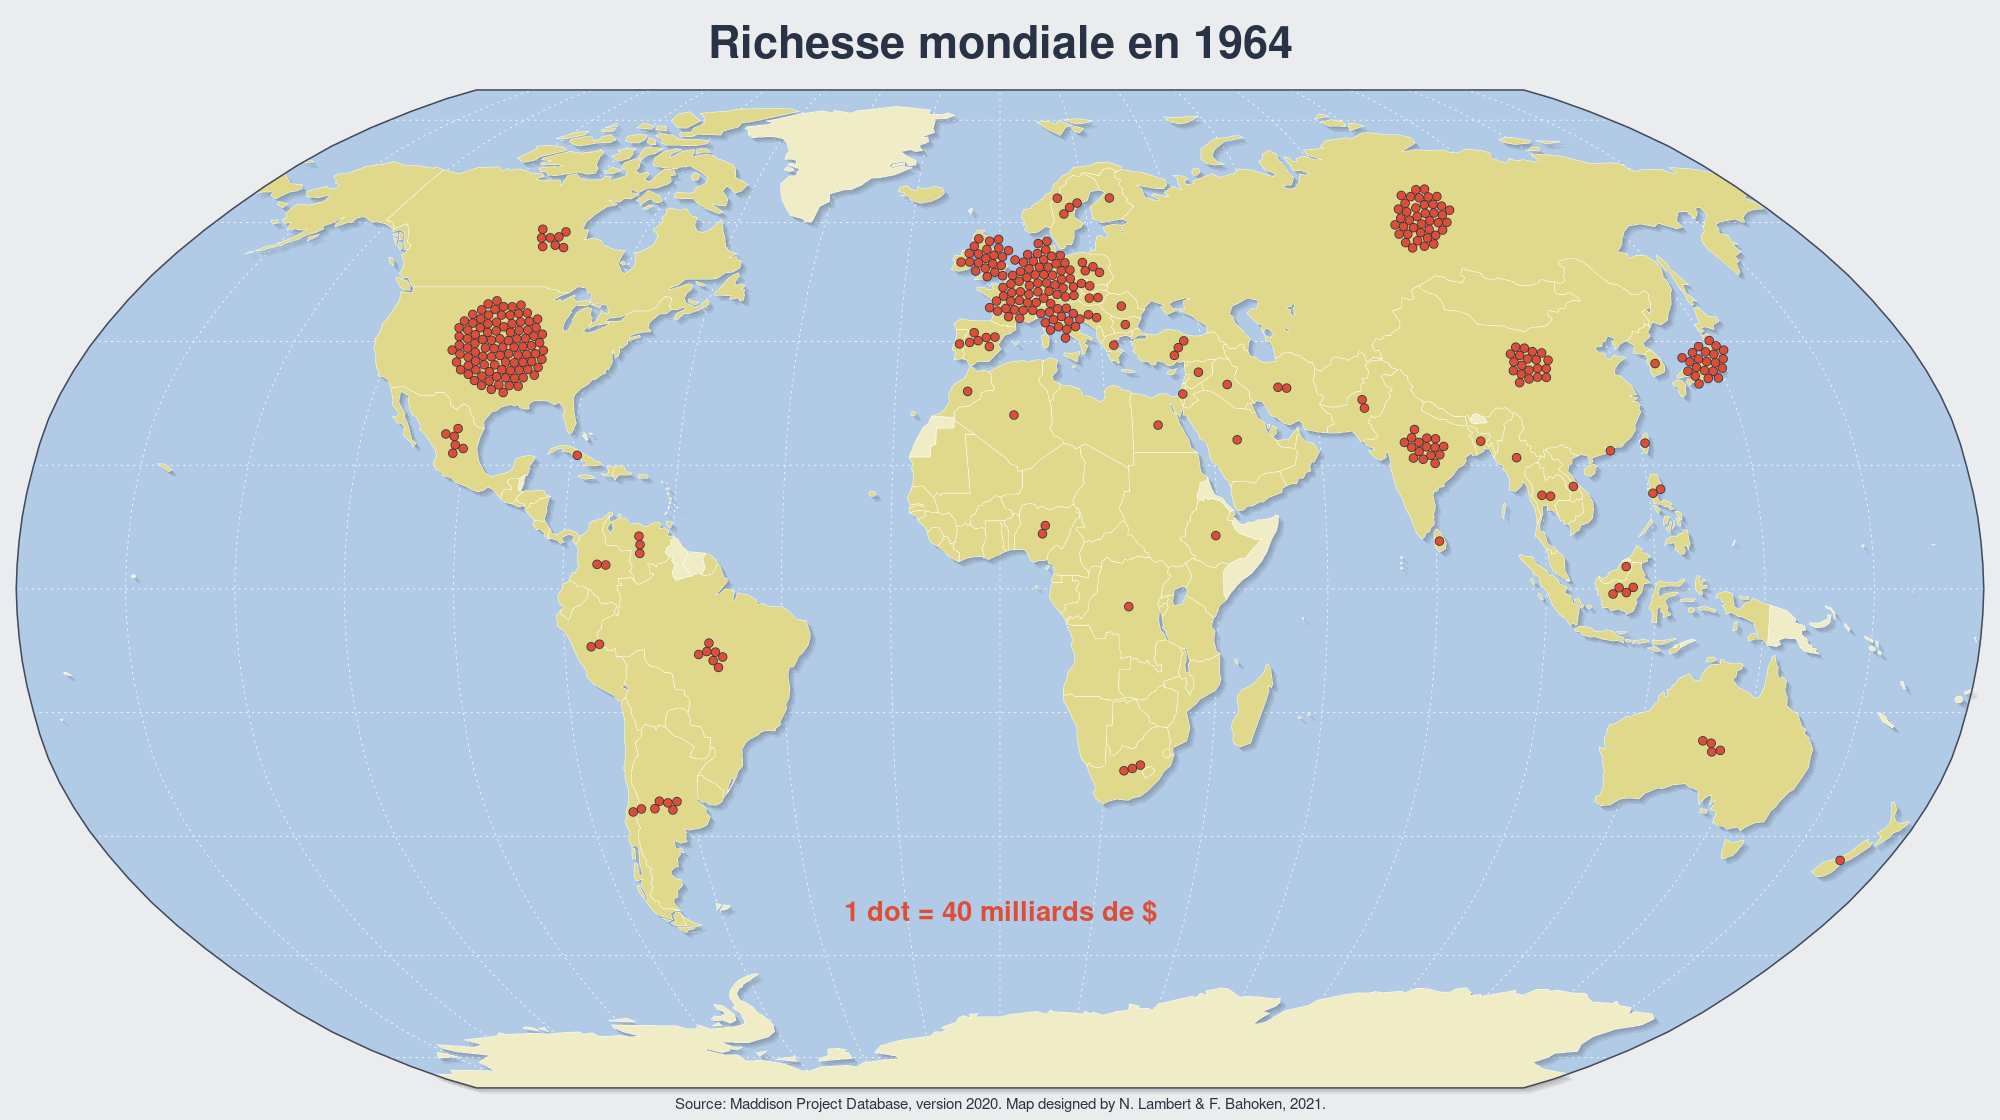 Richesse mondiale en 1964
1 dot = 40 milliards de $
Source: Maddison Project Database, version 2020. Map designed by N. Lambert & F. Bahoken, 2021.